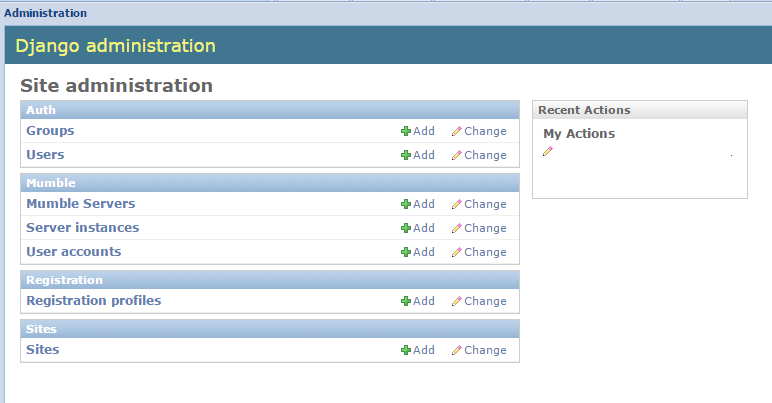 Administration
Django administration
Site administration
Auth
Groups Add Change
Users Add Change
Mumble
Mumble Servers Add Change
Server instances Add Change
User accounts Add Change
Registration
Registration profiles Add Change
Sites
Sites Add Change
Recent Actions
My Actions